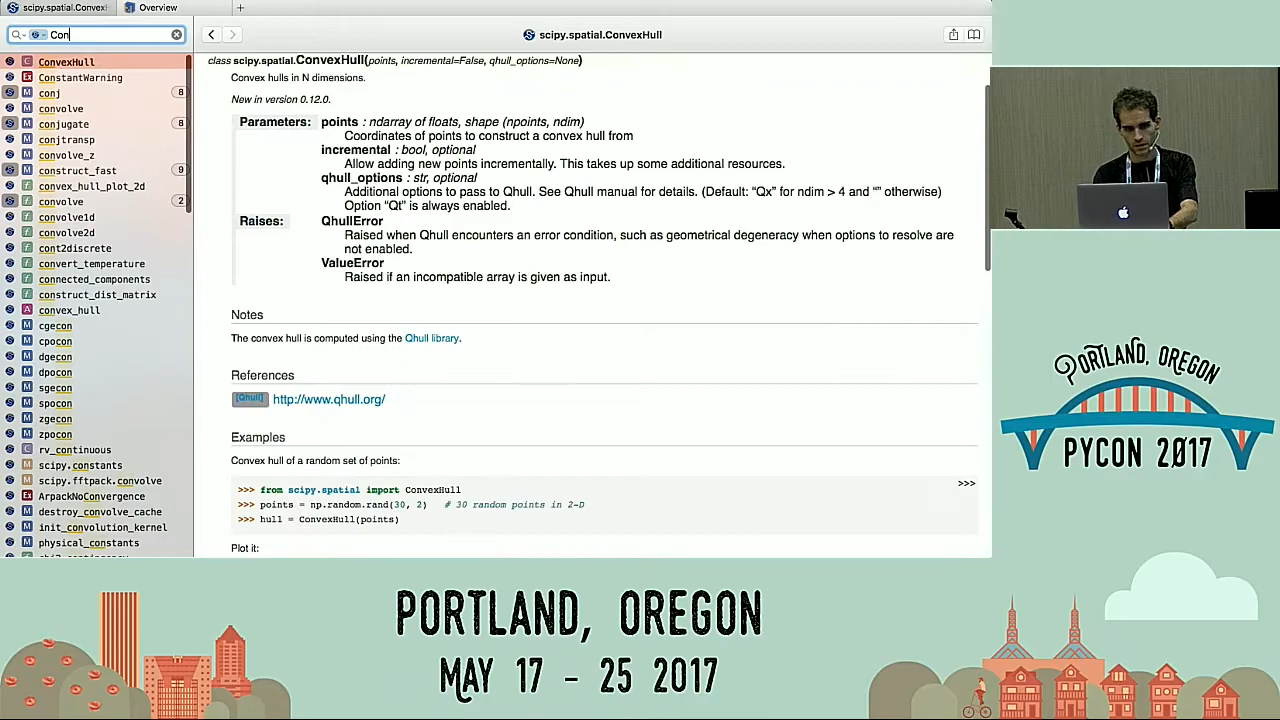 scipy.spatial.ConvexH
Overview
Con
scipy.spatial.ConvexHull
ConvexHull
ConstantWarning
conj 8
convolve
conjugate 8
conjtransp
convolve_z
construct_fast 9
convex_hull_plot_2d
convolve 2
convolve1d
convolve2d
cont2discrete
convert_temperature
connected_components
construct_dist_matrix
convex_hull
cgecon
cpocon
dgecon
dpocon
sgecon
spocon
zgecon
zpocon
rv_continuous
scipy.constants
scipy.fftpack.convolve
ArpackNoConvergence
destroy_convolve_cache
init_convolution_kernel
physical_constants
class scipy.spatial.ConvexHull(points, incremental=False, qhull_options=None)
Convex hulls in N dimensions.
New in version 0.12.0.
Parameters: points : ndarray of floats, shape (npoints, ndim)
Coordinates of points to construct a convex hull from
incremental : bool, optional
Allow adding new points incrementally. This takes up some additional resources.
qhull_options : str, optional
Additional options to pass to Qhull. See Qhull manual for details. (Default: “Qx” for ndim > 4 and “” otherwise)
Option “Qt” is always enabled.
Raises: QhullError
Raised when Qhull encounters an error condition, such as geometrical degeneracy when options to resolve are
not enabled.
ValueError
Raised if an incompatible array is given as input.
Notes
The convex hull is computed using the Qhull library.
References
[Qhull] http://www.qhull.org/
Examples
Convex hull of a random set of points:
>>>
>>> from scipy.spatial import ConvexHull
>>> points = np.random.rand(30, 2) # 30 random points in 2-D
>>> hull = ConvexHull(points)
Plot it:
PORTLAND, OREGON
PYCON 2017
PORTLAND, OREGON
MAY 17 - 25 2017